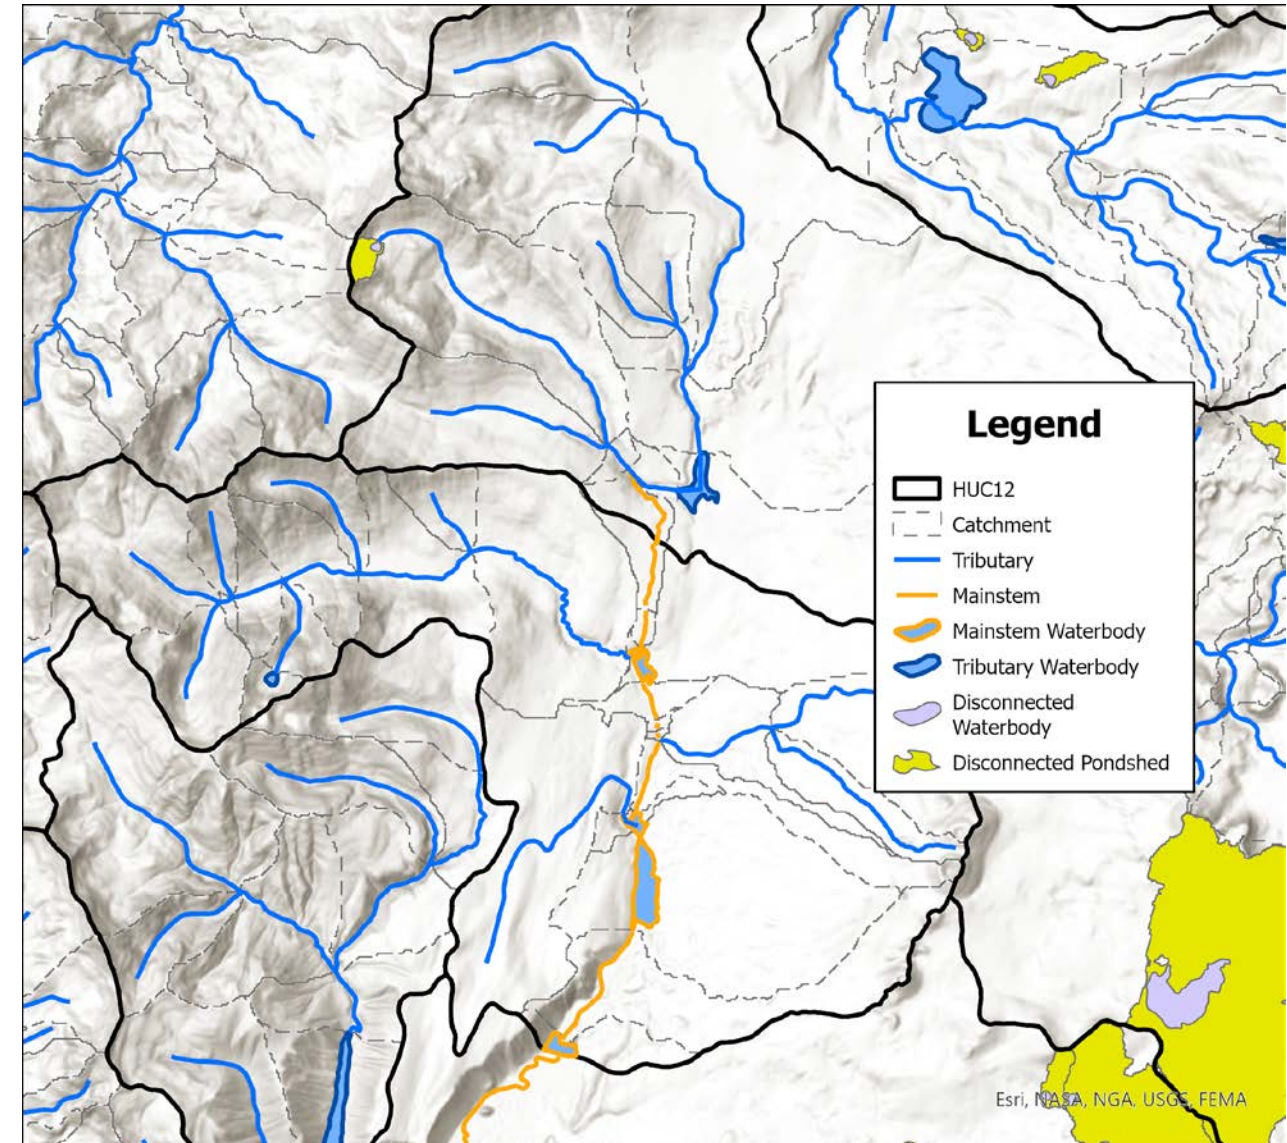 Legend
HUC12
Catchment
Tributary
Mainstem
Mainstem Waterbody
Tributary Waterbody
Disconnected
Waterbody
Disconnected Pondshed
Esri, NASA, NGA, USGS, FEMA